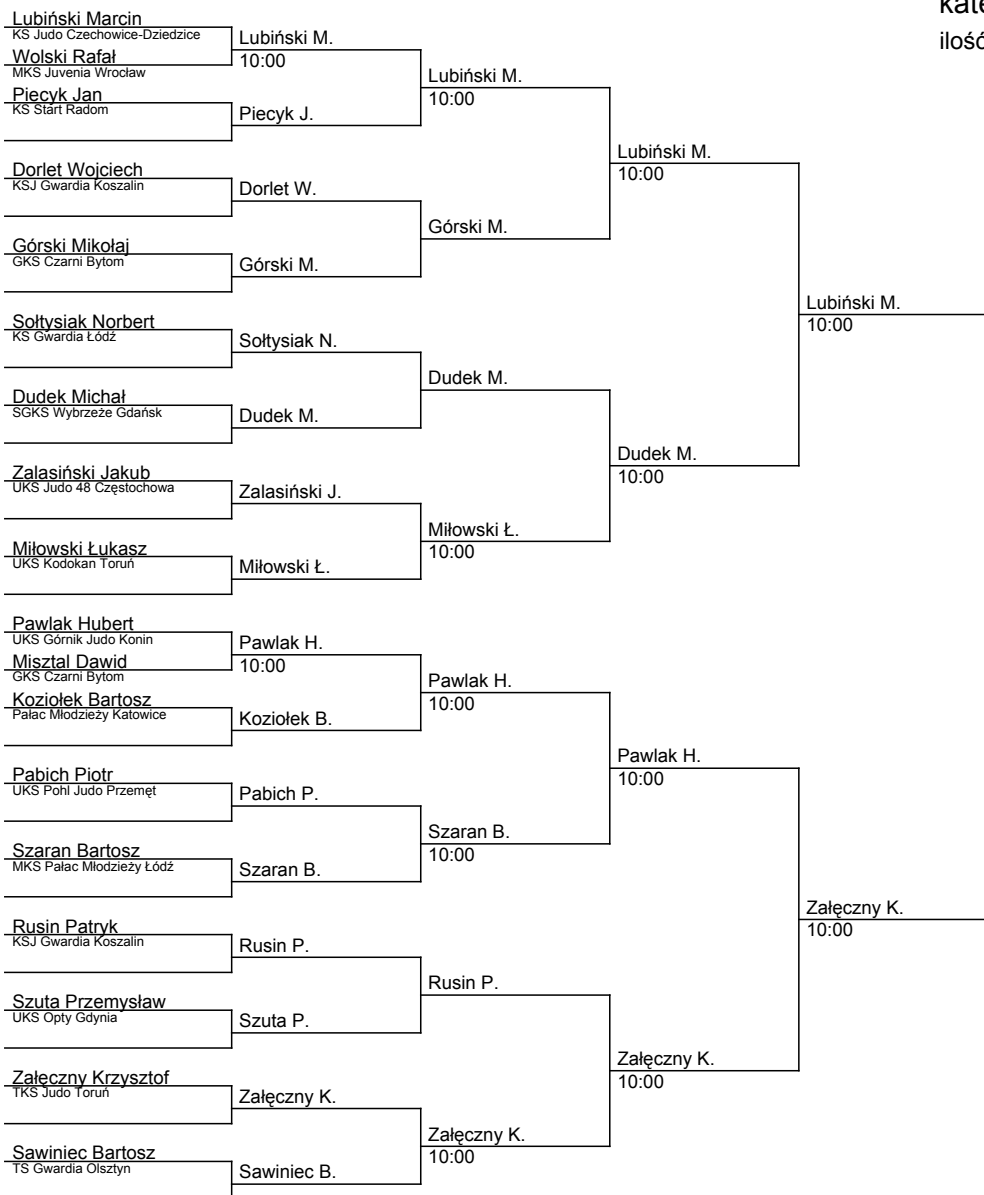 kate
ilość
Lubiński Marcin
KS Judo Czechowice-Dziedzice
Wolski Rafał
MKS Juvenia Wrocław
Piecyk Jan
KS Start Radom
Dorlet Wojciech
KSJ Gwardia Koszalin
Górski Mikołaj
GKS Czarni Bytom
Sołtysiak Norbert
KS Gwardia Łódź
Dudek Michał
SGKS Wybrzeże Gdańsk
Zalasiński Jakub
UKS Judo 48 Częstochowa
Miłowski Łukasz
UKS Kodokan Toruń
Pawlak Hubert
UKS Górnik Judo Konin
Misztal Dawid
GKS Czarni Bytom
Koziołek Bartosz
Pałac Młodzieży Katowice
Pabich Piotr
UKS Pohl Judo Przemęt
Szaran Bartosz
MKS Pałac Młodzieży Łódź
Rusin Patryk
KSJ Gwardia Koszalin
Szuta Przemysław
UKS Opty Gdynia
Załęczny Krzysztof
TKS Judo Toruń
Sawiniec Bartosz
TS Gwardia Olsztyn
Lubiński M.
10:00
Piecyk J.
Dorlet W.
Górski M.
Sołtysiak N.
Dudek M.
Zalasiński J.
Miłowski Ł.
Pawlak H.
10:00
Koziołek B.
Pabich P.
Szaran B.
Rusin P.
Szuta P.
Załęczny K.
Sawiniec B.
Lubiński M.
10:00
Górski M.
Dudek M.
Miłowski Ł.
10:00
Pawlak H.
10:00
Szaran B.
10:00
Rusin P.
Załęczny K.
10:00
Lubiński M.
10:00
Dudek M.
10:00
Pawlak H.
10:00
Załęczny K.
10:00
Lubiński M.
10:00
Załęczny K.
10:00